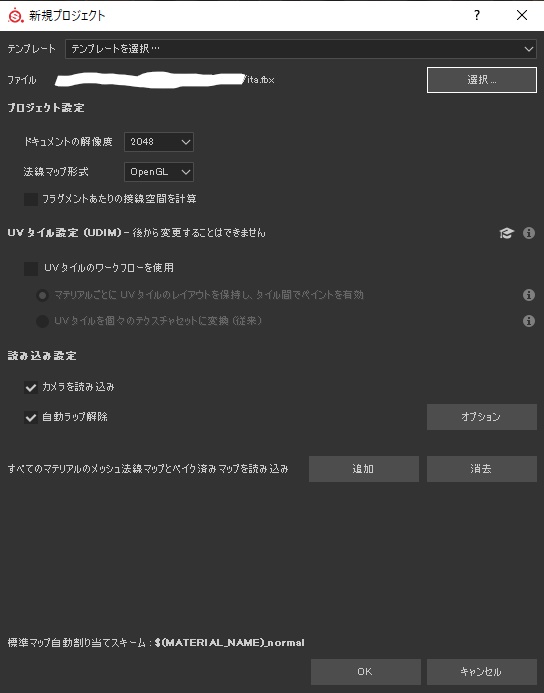 新規プロジェクト
テンプレート テンプレートを選択…
ファイル /ita.fbx 選択...
プロジェクト設定
ドキュメントの解像度 2048
法線マップ形式 OpenGL
フラグメントあたりの接線空間を計算
UVタイル設定 (UDIM) - 後から変更することはできません
UVタイルのワークフローを使用
マテリアルごとに UVタイルのレイアウトを保持し、タイル間でペイントを有効
UVタイルを個々のテクスチャセットに変換 (従来)
読み込み設定
カメラを読み込み
自動ラップ解除 オプション
すべてのマテリアルのメッシュ法線マップとベイク済みマップを読み込み 追加 消去
標準マップ自動割り当てスキーム : $(MATERIAL_NAME)_normal
OK キャンセル